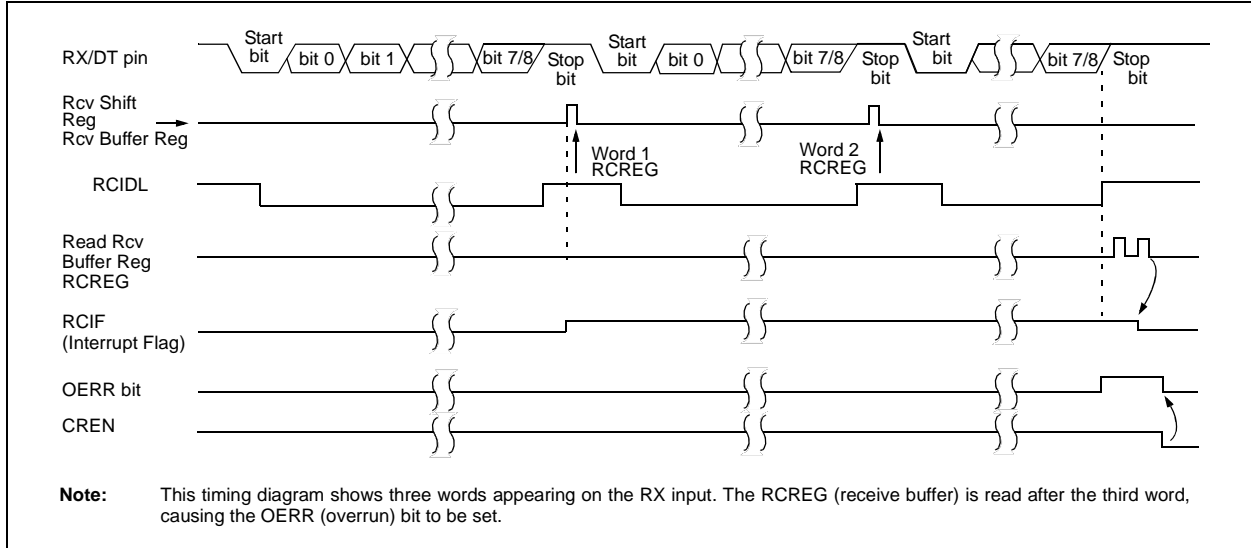 RX/DT pin
Start
bit
bit 0
bit 1
bit 7/8
Stop
bit
Start
bit
bit 0
bit 7/8
Stop
bit
Start
bit
bit 7/8
Stop
bit
Rcv Shift
Reg
Rcv Buffer Reg
Word 1
RCREG
Word 2
RCREG
RCIDL
Read Rcv
Buffer Reg
RCREG
RCIF
(Interrupt Flag)
OERR bit
CREN
Note: This timing diagram shows three words appearing on the RX input. The RCREG (receive buffer) is read after the third word,
causing the OERR (overrun) bit to be set.